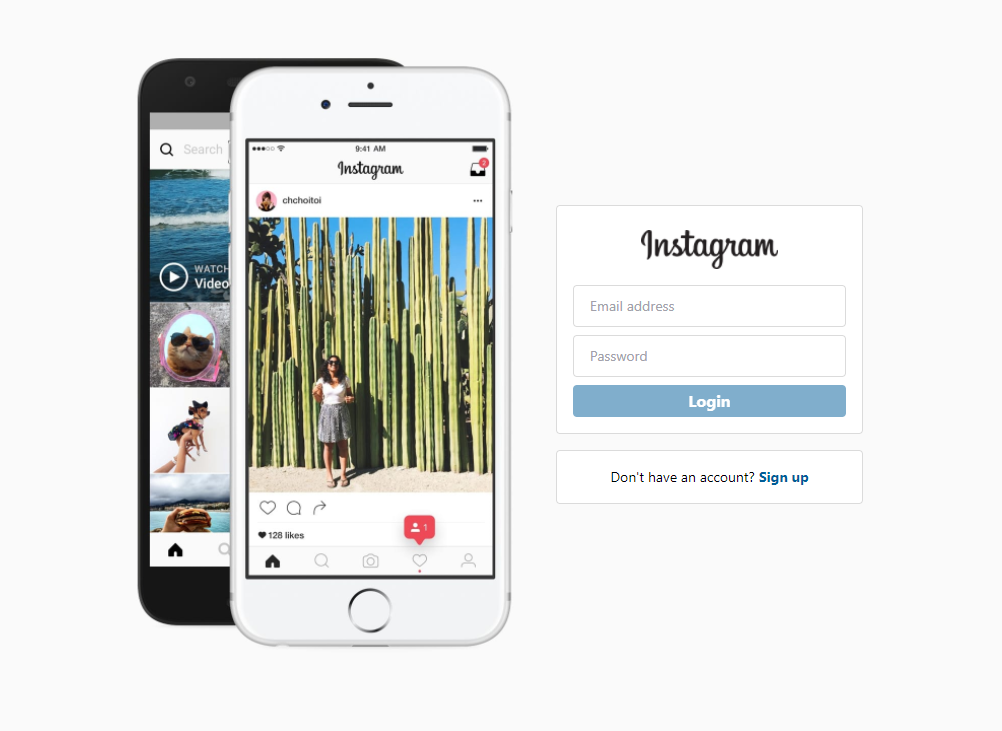 Search
WATCH
Video
9:41 AM
Instagram
2
chchoitoi
1
128 likes
Instagram
Email address
Password
Login
Don't have an account? Sign up